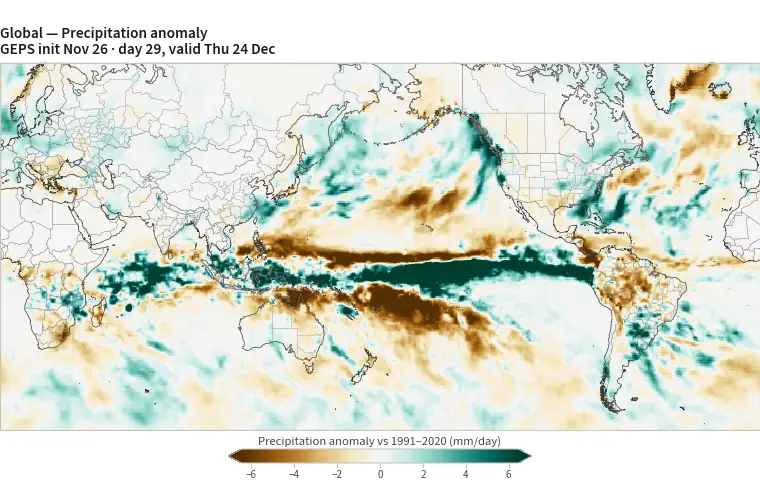 Global — Precipitation anomaly
GEPS init Nov 26 · day 29, valid Thu 24 Dec
Precipitation anomaly vs 1991–2020 (mm/day)
−6 −4 −2 0 2 4 6